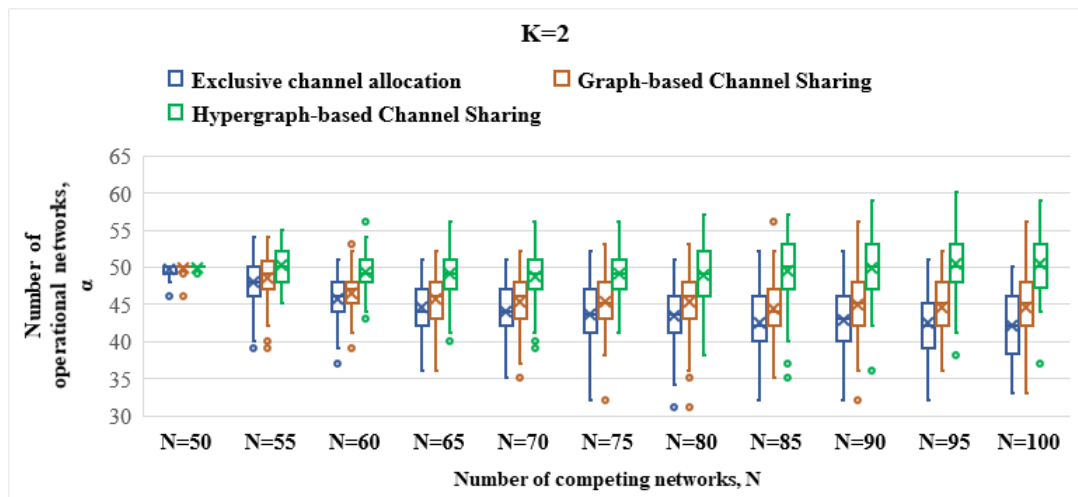 K=2
Exclusive channel allocation
Graph-based Channel Sharing
Hypergraph-based Channel Sharing
Number of
operational networks,
α
65
60
55
50
45
40
35
30
N=50 N=55 N=60 N=65 N=70 N=75 N=80 N=85 N=90 N=95 N=100
Number of competing networks, N